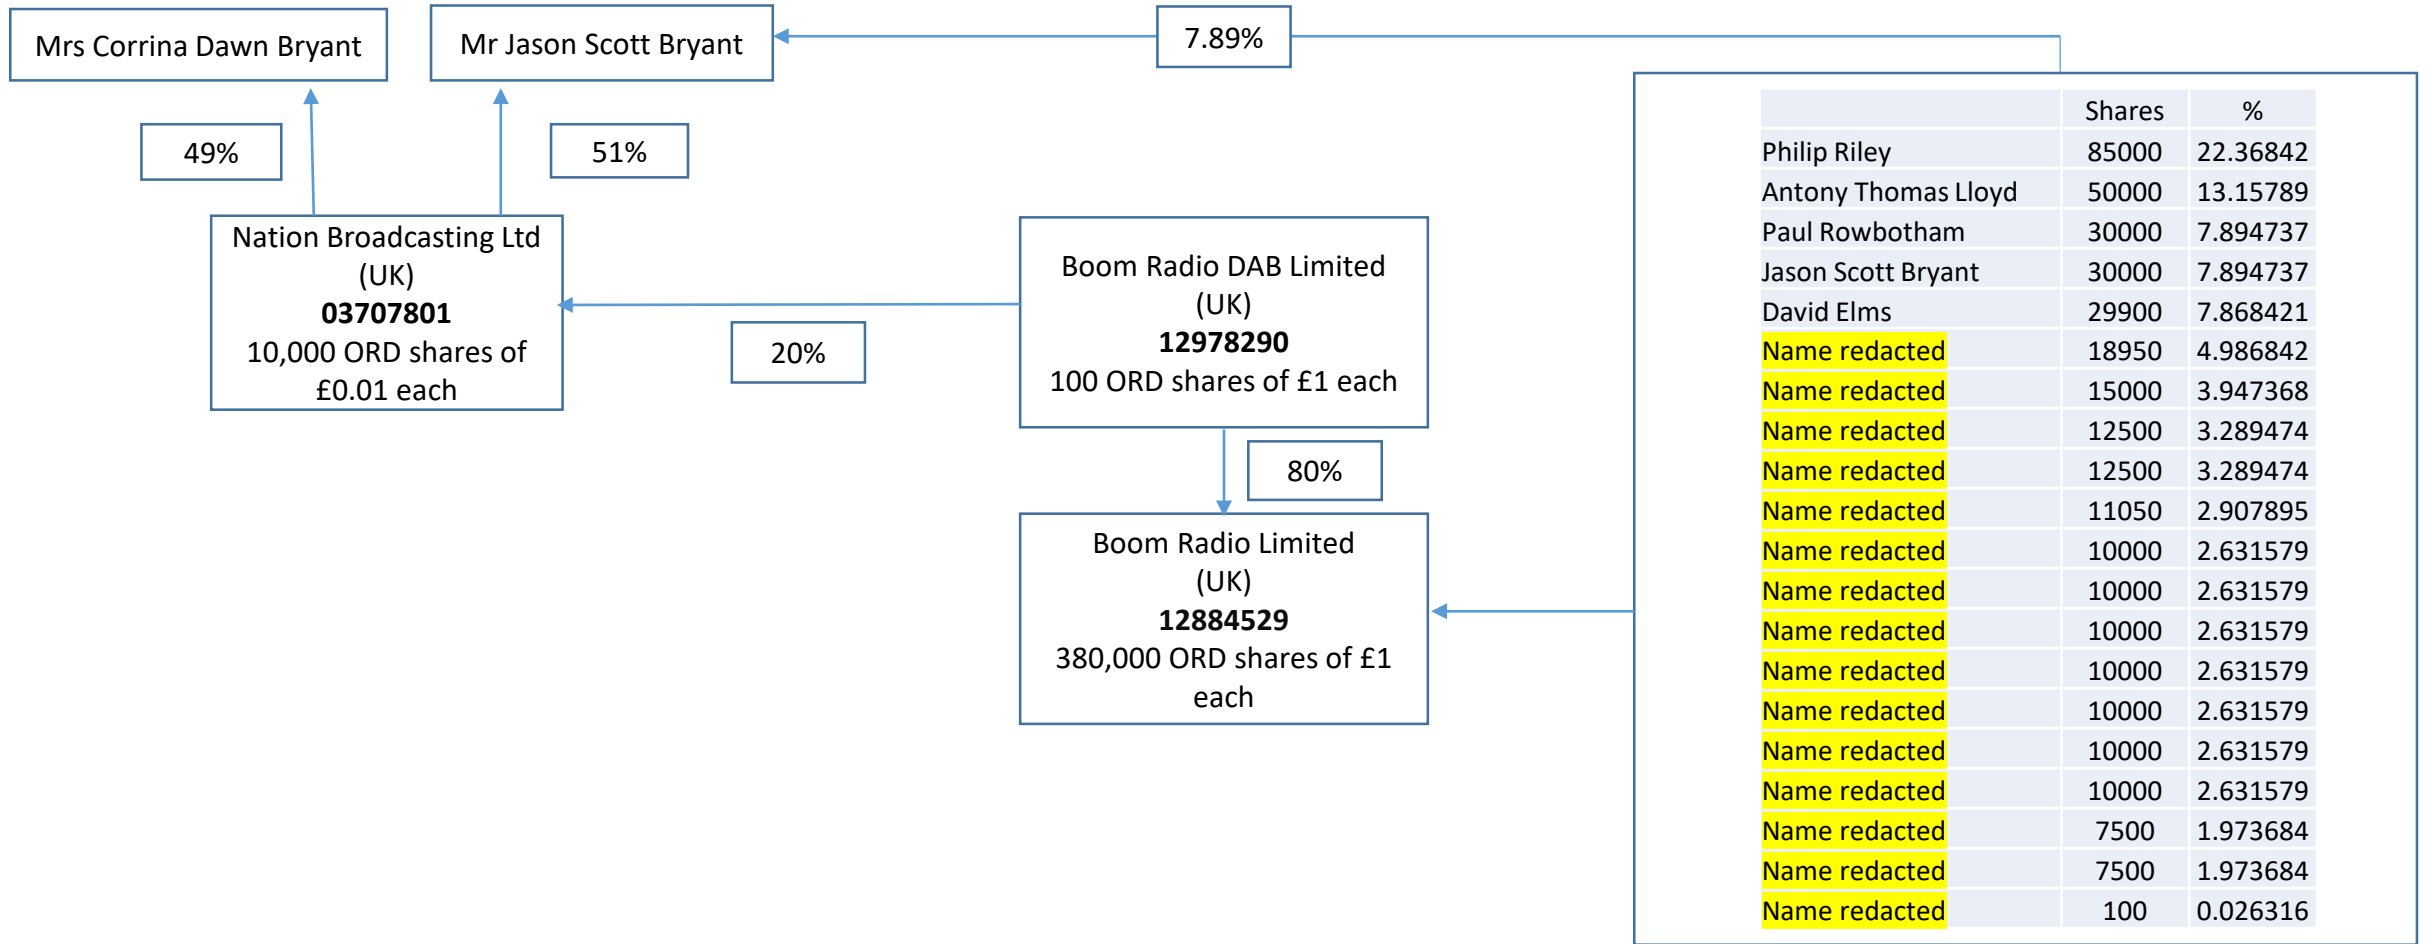 Mrs Corrina Dawn Bryant
Mr Jason Scott Bryant
7.89%
49%
51%
Nation Broadcasting Ltd
(UK)
03707801
10,000 ORD shares of
£0.01 each
20%
Boom Radio DAB Limited
(UK)
12978290
100 ORD shares of £1 each
80%
Boom Radio Limited
(UK)
12884529
380,000 ORD shares of £1
each
Shares %
Philip Riley 85000 22.36842
Antony Thomas Lloyd 50000 13.15789
Paul Rowbotham 30000 7.894737
Jason Scott Bryant 30000 7.894737
David Elms 29900 7.868421
Name redacted 18950 4.986842
Name redacted 15000 3.947368
Name redacted 12500 3.289474
Name redacted 12500 3.289474
Name redacted 11050 2.907895
Name redacted 10000 2.631579
Name redacted 10000 2.631579
Name redacted 10000 2.631579
Name redacted 10000 2.631579
Name redacted 10000 2.631579
Name redacted 10000 2.631579
Name redacted 10000 2.631579
Name redacted 7500 1.973684
Name redacted 7500 1.973684
Name redacted 100 0.026316